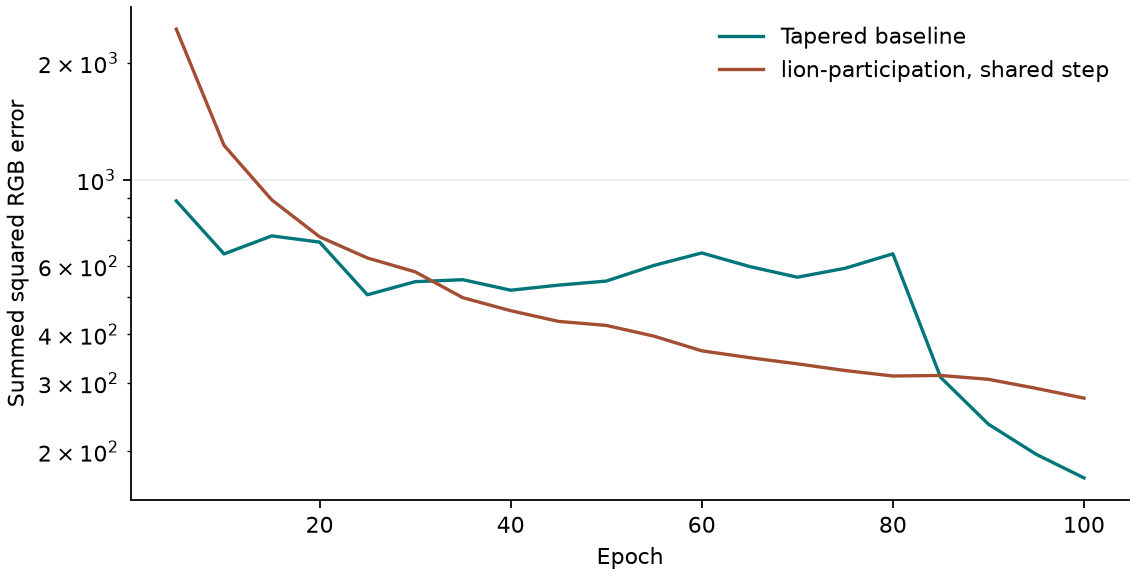 Tapered baseline
lion-participation, shared step
Summed squared RGB error
2 × 10³
10³
6 × 10²
4 × 10²
3 × 10²
2 × 10²
20 40 60 80 100
Epoch